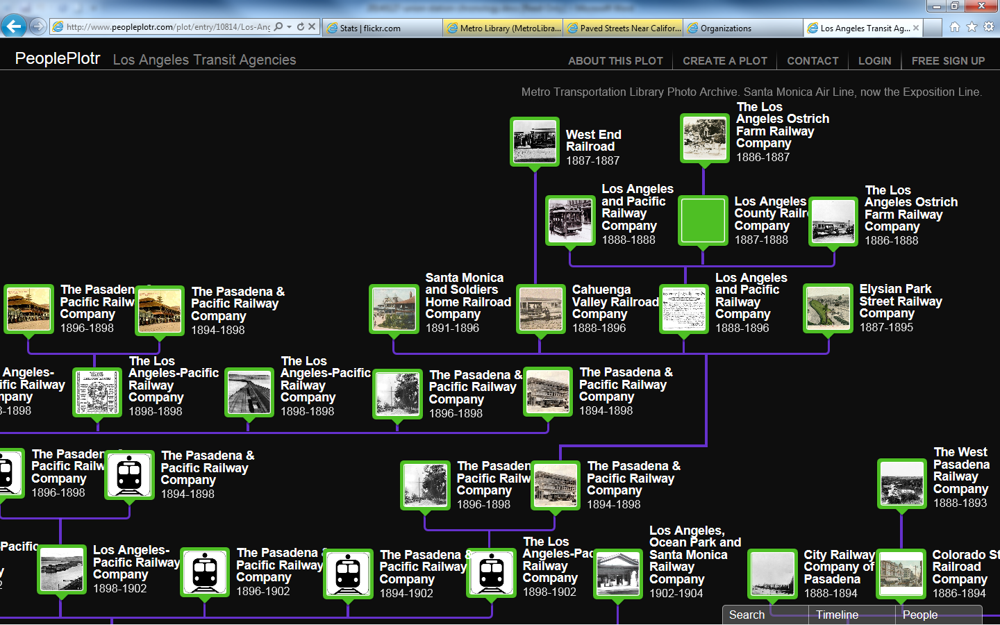 http://www.peopleplotr.com/plot/entry/10814/Los-Ang
Stats | flickr.com
Metro Library (MetroLibra...
Paved Streets Near Califor...
Organizations
Los Angeles Transit Ag...
PeoplePlotr
Los Angeles Transit Agencies
ABOUT THIS PLOT
CREATE A PLOT
CONTACT
LOGIN
FREE SIGN UP
Metro Transportation Library Photo Archive. Santa Monica Air Line, now the Exposition Line.
West End
Railroad
1887-1887
The Los
Angeles Ostrich
Farm Railway
Company
1886-1887
Los Angeles
and Pacific
Railway
Company
1888-1888
Los Angeles
County Railr
Company
1887-1888
The Los
Angeles Ostrich
Farm Railway
Company
1886-1888
The Pasadena
Pacific Railw
Company
1896-1898
The Pasadena &
Pacific Railway
Company
1894-1898
Santa Monica
and Soldiers
Home Railroad
Company
1891-1896
Cahuenga
Valley Railroad
Company
1888-1896
Los Angeles
and Pacific
Railway
Company
1888-1896
Elysian Park
Street Railway
Company
1887-1895
Angeles-
ific Railway
mpany
8-1898
The Los
Angeles-Pacific
Railway
Company
1898-1898
The Los
Angeles-Pacific
Railway
Company
1898-1898
The Pasadena &
Pacific Railway
Company
1896-1898
The Pasadena &
Pacific Railway
Company
1894-1898
The Pasadena
Pacific Railw
Company
1896-1898
The Pasadena &
Pacific Railway
Company
1894-1898
The Pasaden
Pacific Railw
Company
1896-1898
The Pasadena &
Pacific Railway
Company
1894-1898
The West
Pasadena
Railway
Company
1888-1893
-Pacific
y
2
Los Angeles-
Pacific Railway
Company
1898-1902
The Pasadena &
Pacific Railway
Company
1896-1902
The Pasadena &
Pacific Railway
Company
1894-1902
The Los
Angeles-Pac
Railway
Company
1898-1902
Los Angeles,
Ocean Park and
Santa Monica
Railway
Company
1902-1904
City Railway
Company of
Pasadena
1888-1894
Colorado St
Railroad
Company
1886-1894
Search
Timeline
People